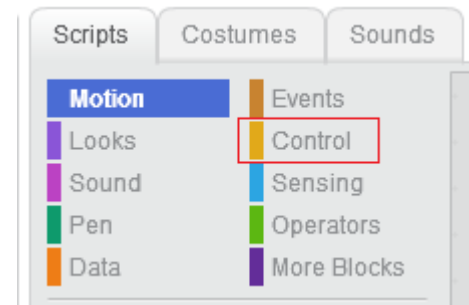 Scripts Costumes Sounds
Motion Events
Looks Control
Sound Sensing
Pen Operators
Data More Blocks